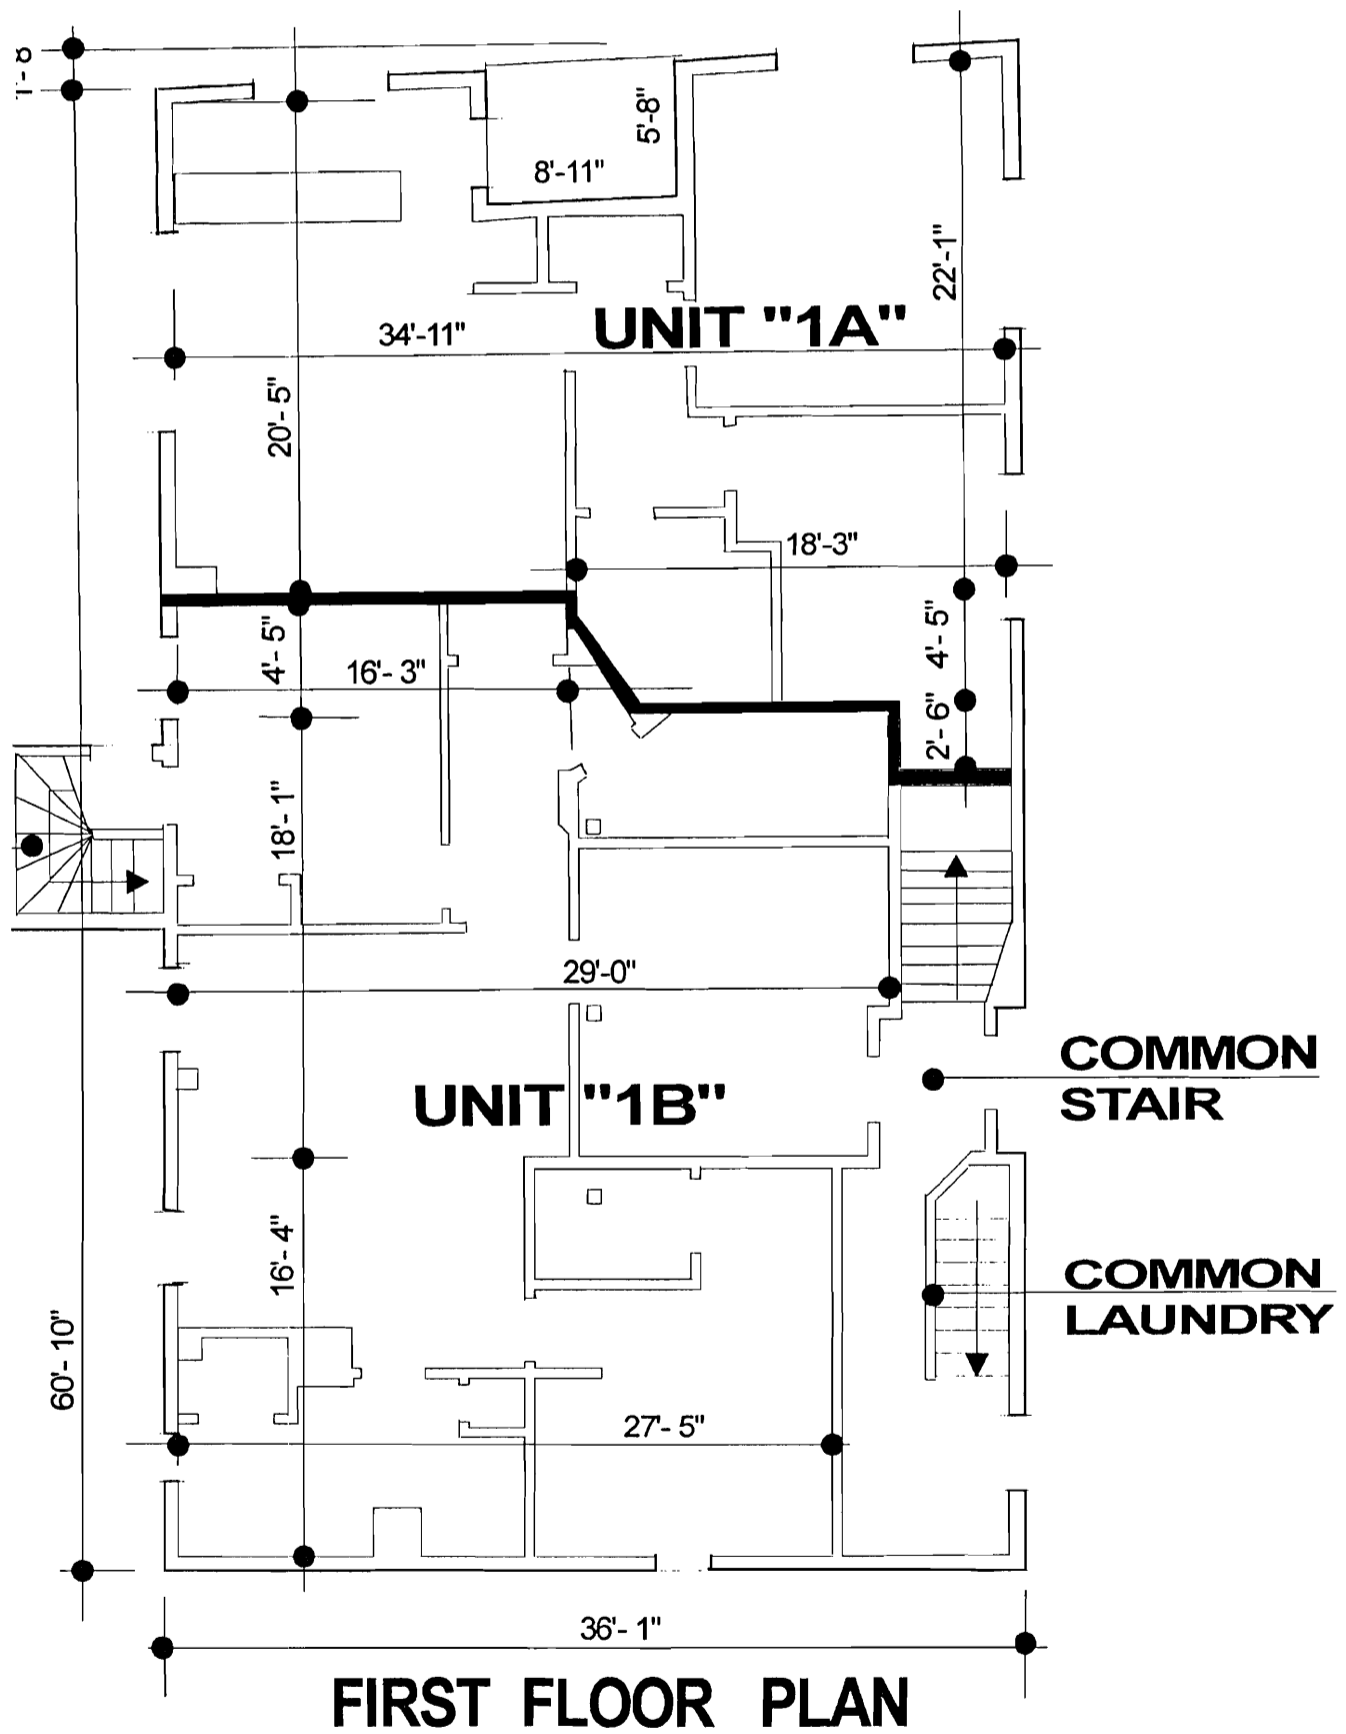 1'- 8
5'-8"
8'-11"
22'-1"
UNIT "1A"
34'-11"
20'- 5"
18'-3"
4'- 5"
4'- 5"
16'- 3"
2'- 6"
18'- 1"
29'-0"
COMMON
STAIR
UNIT "1B"
16'- 4"
COMMON
LAUNDRY
60'- 10"
27'- 5"
36'- 1"
FIRST FLOOR PLAN